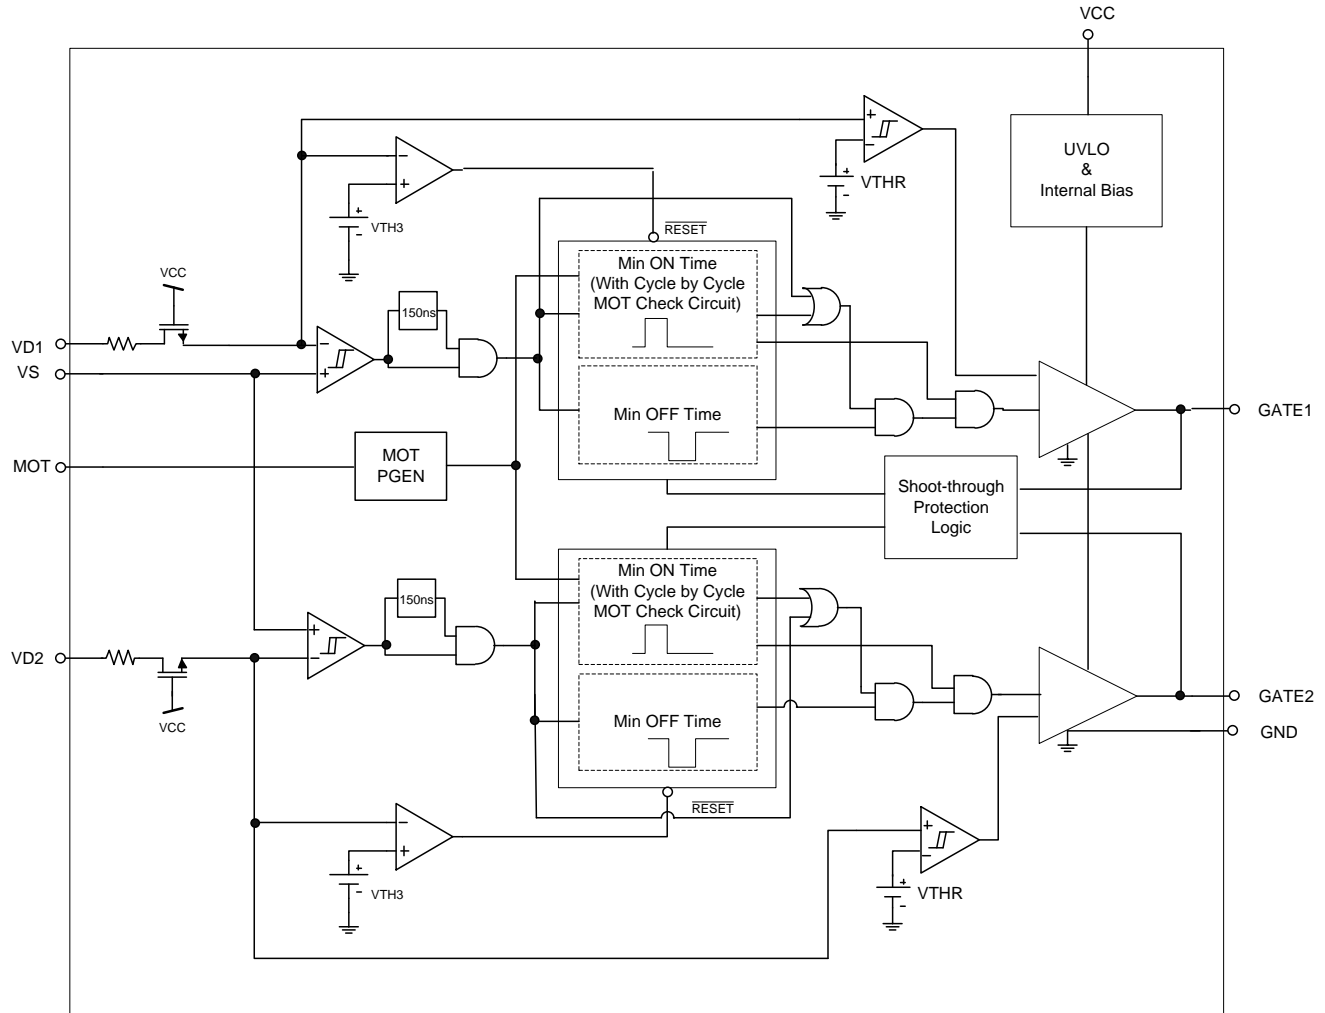 VCC
UVLO
&
Internal Bias
+
−
VTHR
+
−
−
+
+
−
VTH3
RESET
Min ON Time
(With Cycle by Cycle
MOT Check Circuit)
VCC
150ns
VD1
−
+
VS
Min OFF Time
GATE1
MOT
MOT
PGEN
Shoot-through
Protection
Logic
Min ON Time
(With Cycle by Cycle
MOT Check Circuit)
150ns
+
−
VD2
VCC
Min OFF Time
GATE2
GND
RESET
−
+
+
−
VTH3
+
−
+
−
VTHR